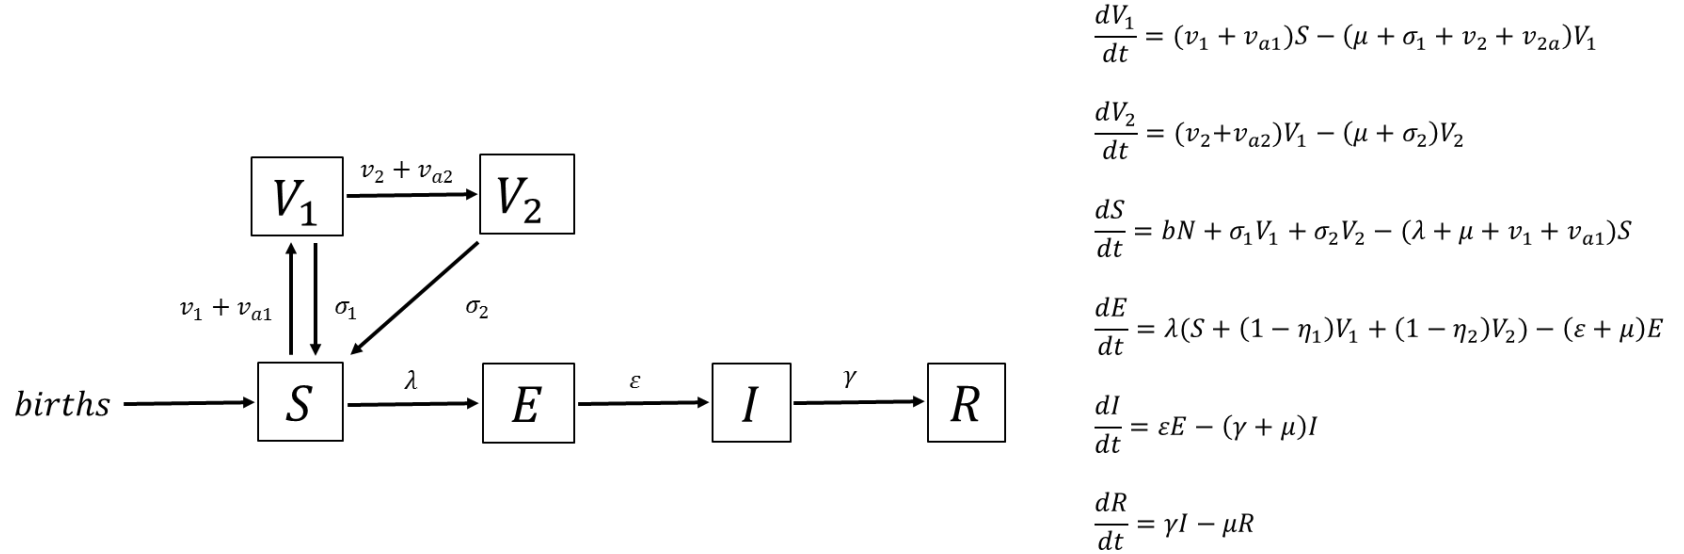 V₁
v₂ + vₐ₂
V₂
v₁ + vₐ₁
σ₁
σ₂
births
S
λ
E
ε
I
γ
R
dV₁/dt = (v₁ + vₐ₁)S − (μ + σ₁ + v₂ + v₂ₐ)V₁
dV₂/dt = (v₂+vₐ₂)V₁ − (μ + σ₂)V₂
dS/dt = bN + σ₁V₁ + σ₂V₂ − (λ + μ + v₁ + vₐ₁)S
dE/dt = λ(S + (1 − η₁)V₁ + (1 − η₂)V₂) − (ε + μ)E
dI/dt = εE − (γ + μ)I
dR/dt = γI − μR